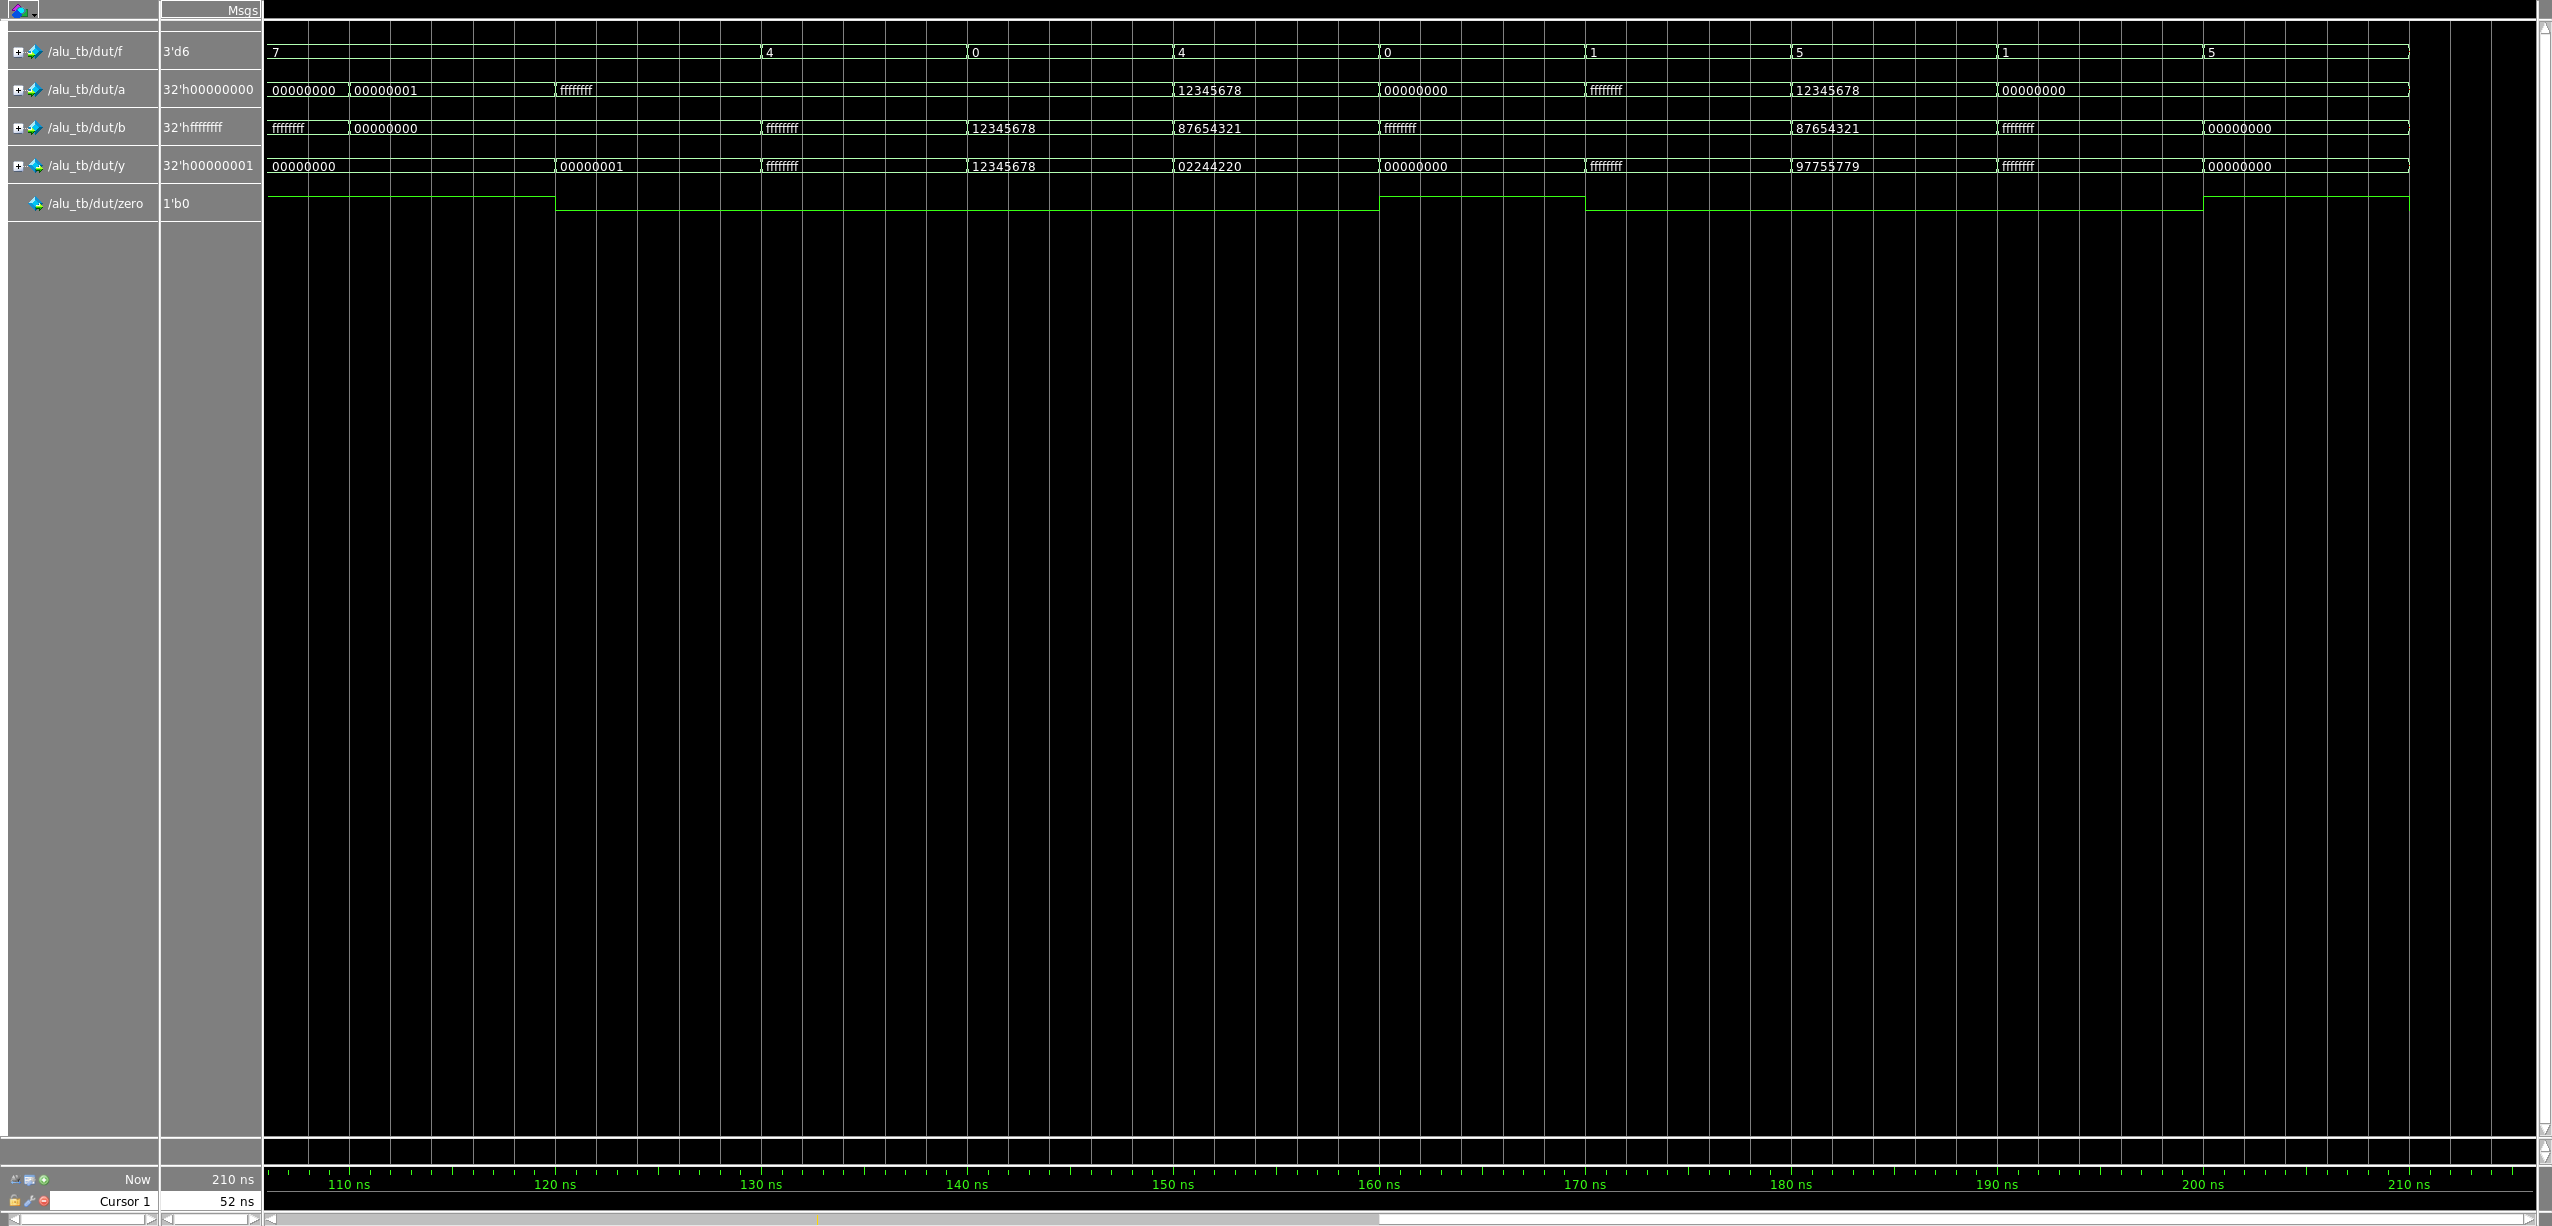 Msgs
/alu_tb/dut/f 3'd6 7 4 0 4 0 1 5 1 5
/alu_tb/dut/a 32'h00000000 00000000 00000001 ffffffff 12345678 00000000 ffffffff 12345678 00000000
/alu_tb/dut/b 32'hffffffff ffffffff 00000000 ffffffff 12345678 87654321 ffffffff 87654321 ffffffff 00000000
/alu_tb/dut/y 32'h00000001 00000000 00000001 ffffffff 12345678 02244220 00000000 ffffffff 97755779 ffffffff 00000000
/alu_tb/dut/zero 1'b0
Now 210 ns 110 ns 120 ns 130 ns 140 ns 150 ns 160 ns 170 ns 180 ns 190 ns 200 ns 210 ns
Cursor 1 52 ns